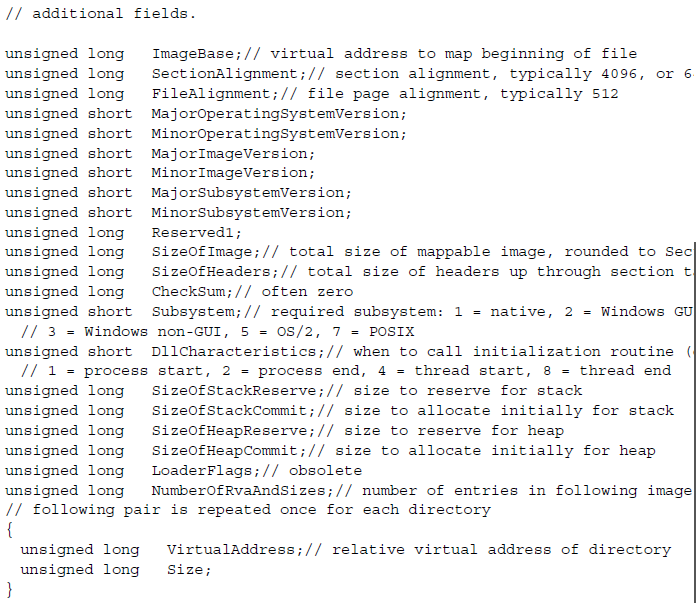 // additional fields.
unsigned long ImageBase;// virtual address to map beginning of file
unsigned long SectionAlignment;// section alignment, typically 4096, or
unsigned long FileAlignment;// file page alignment, typically 512
unsigned short MajorOperatingSystemVersion;
unsigned short MinorOperatingSystemVersion;
unsigned short MajorImageVersion;
unsigned short MinorImageVersion;
unsigned short MajorSubsystemVersion;
unsigned short MinorSubsystemVersion;
unsigned long Reserved1;
unsigned long SizeOfImage;// total size of mappable image, rounded to Sec
unsigned long SizeOfHeaders;// total size of headers up through section
unsigned long CheckSum;// often zero
unsigned short Subsystem;// required subsystem: 1 = native, 2 = Windows GU
// 3 = Windows non-GUI, 5 = OS/2, 7 = POSIX
unsigned short DllCharacteristics;// when to call initialization routine (
// 1 = process start, 2 = process end, 4 = thread start, 8 = thread end
unsigned long SizeOfStackReserve;// size to reserve for stack
unsigned long SizeOfStackCommit;// size to allocate initially for stack
unsigned long SizeOfHeapReserve;// size to reserve for heap
unsigned long SizeOfHeapCommit;// size to allocate initially for heap
unsigned long LoaderFlags;// obsolete
unsigned long NumberOfRvaAndSizes;// number of entries in following image
// following pair is repeated once for each directory
{
unsigned long VirtualAddress;// relative virtual address of directory
unsigned long Size;
}